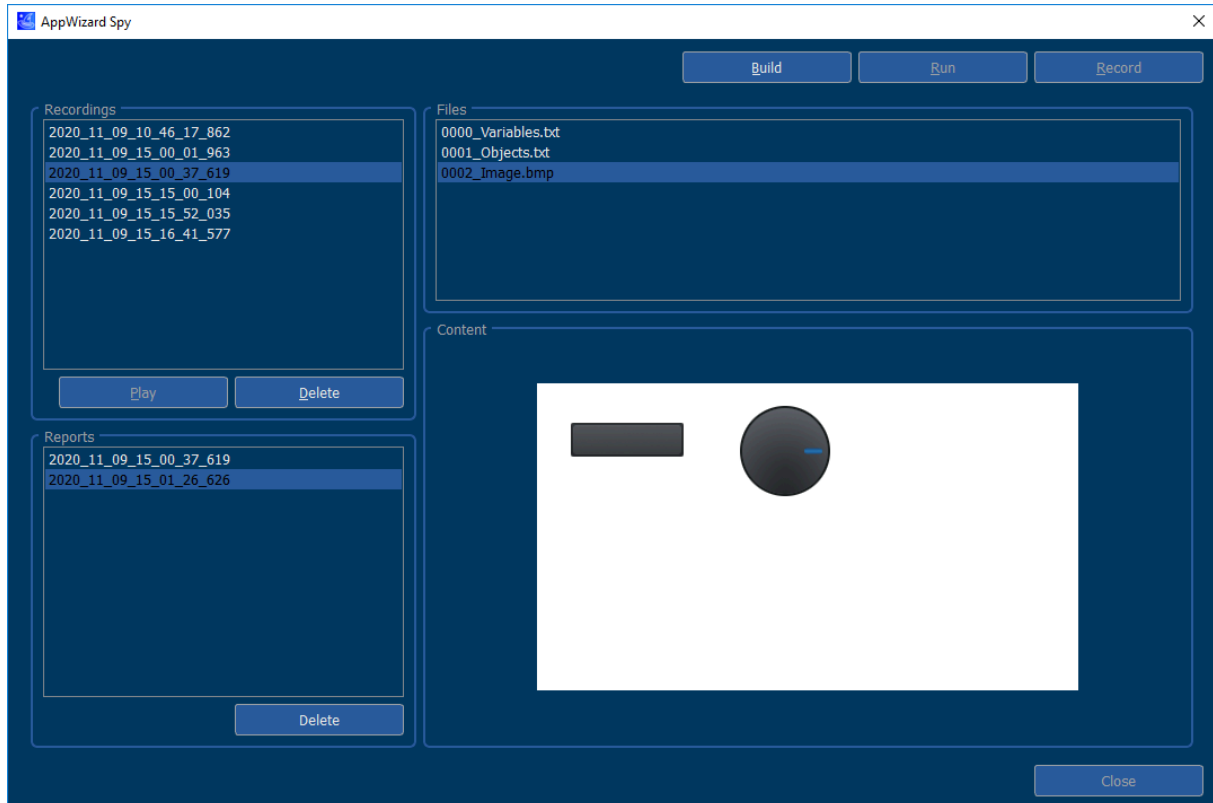 AppWizard Spy
Build
Run
Record
Recordings
2020_11_09_10_46_17_862
2020_11_09_15_00_01_963
2020_11_09_15_00_37_619
2020_11_09_15_15_00_104
2020_11_09_15_15_52_035
2020_11_09_15_16_41_577
Play
Delete
Files
0000_Variables.txt
0001_Objects.txt
0002_Image.bmp
Reports
2020_11_09_15_00_37_619
2020_11_09_15_01_26_626
Delete
Content
Close